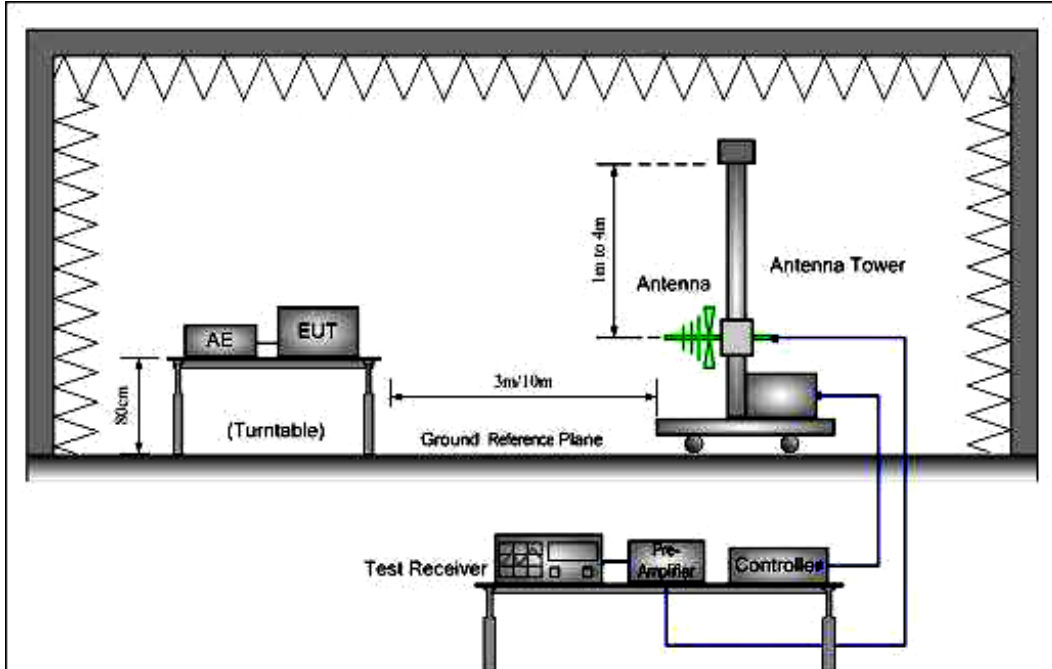 1m to 4m
Antenna
Antenna Tower
AE
EUT
80cm
3m/10m
(Turntable)
Ground Reference Plane
Test Receiver
Pre-
Amplifier
Controller